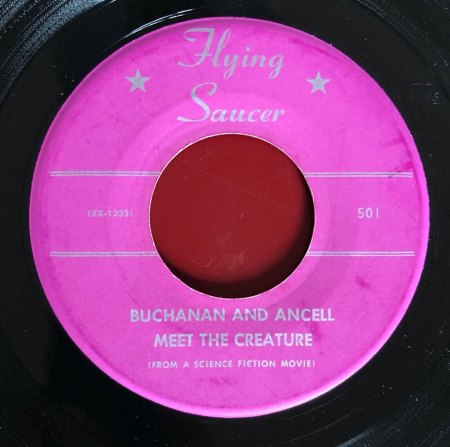 Flying
Saucer
(XX-1232) 501
BUCHANAN AND ANCELL
MEET THE CREATURE
(FROM A SCIENCE FICTION MOVIE)